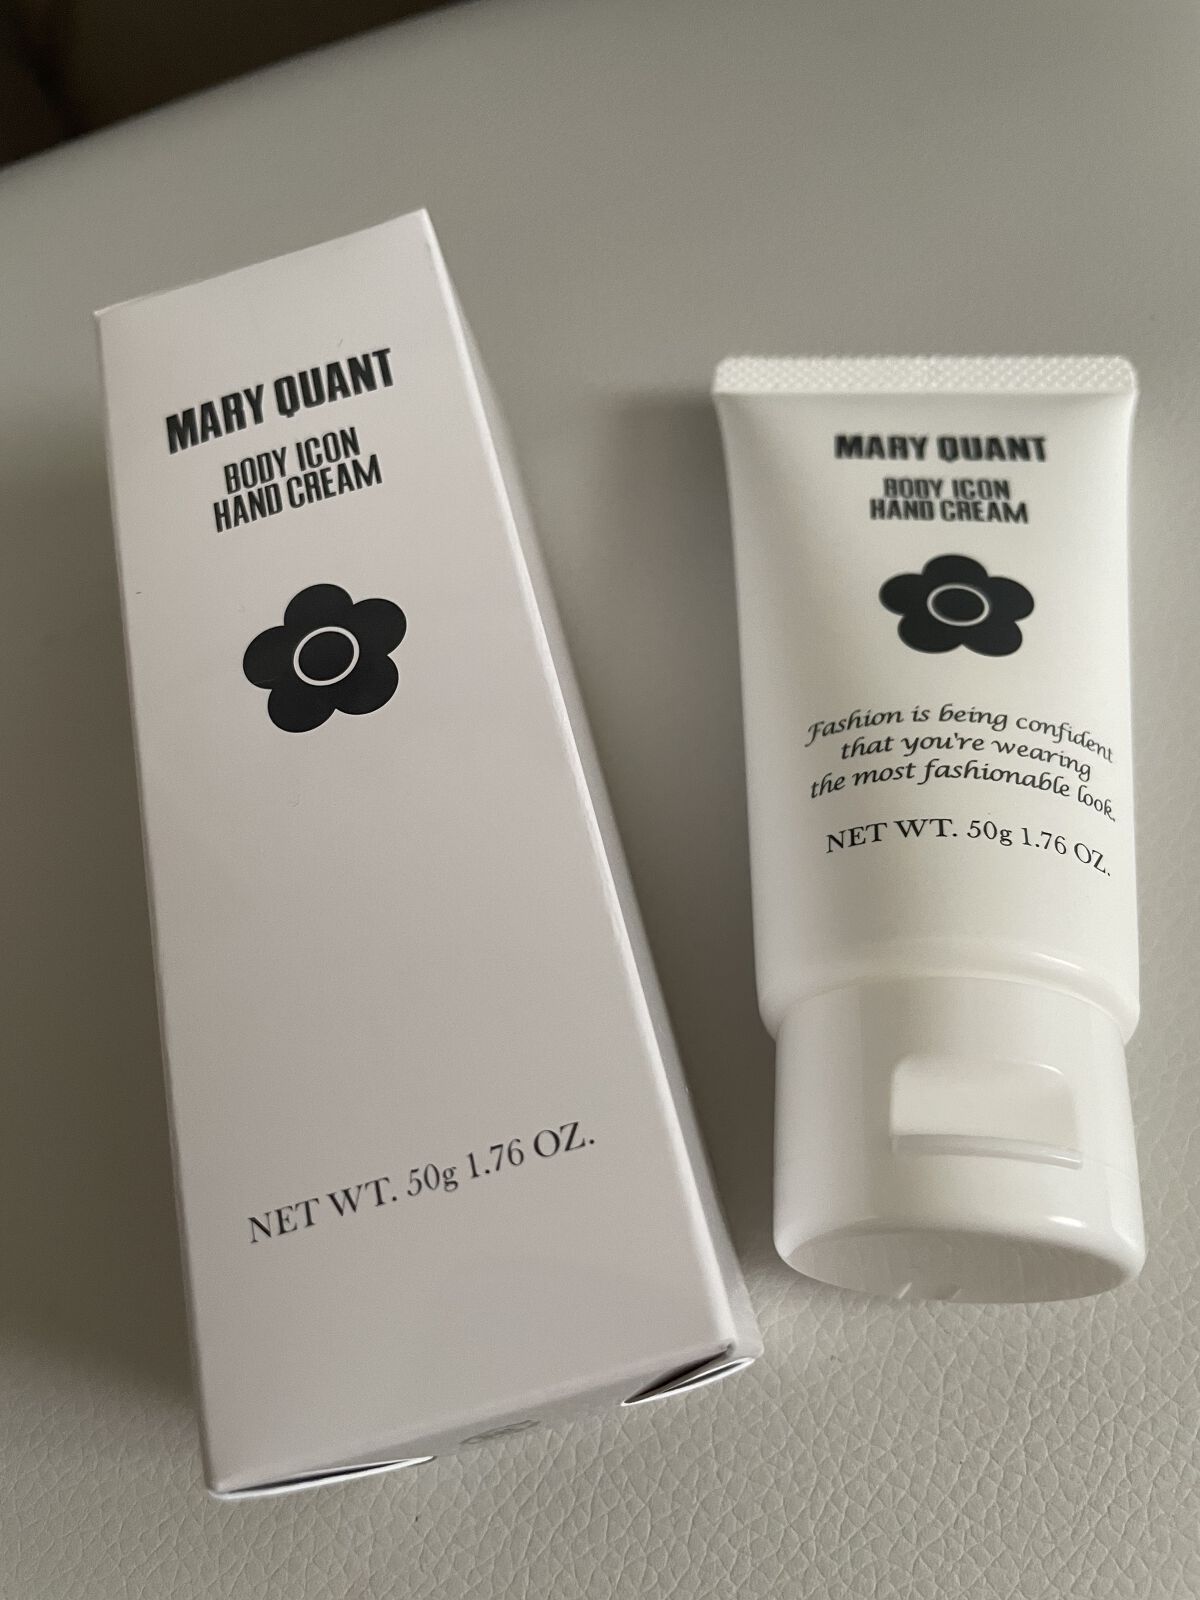 MARY QUANT
BODY ICON
HAND CREAM
NET WT. 50g 1.76 OZ.
MARY QUANT
BODY ICON
HAND CREAM
Fashion is being confident
that you're wearing
the most fashionable look.
NET WT. 50g 1.76 OZ.